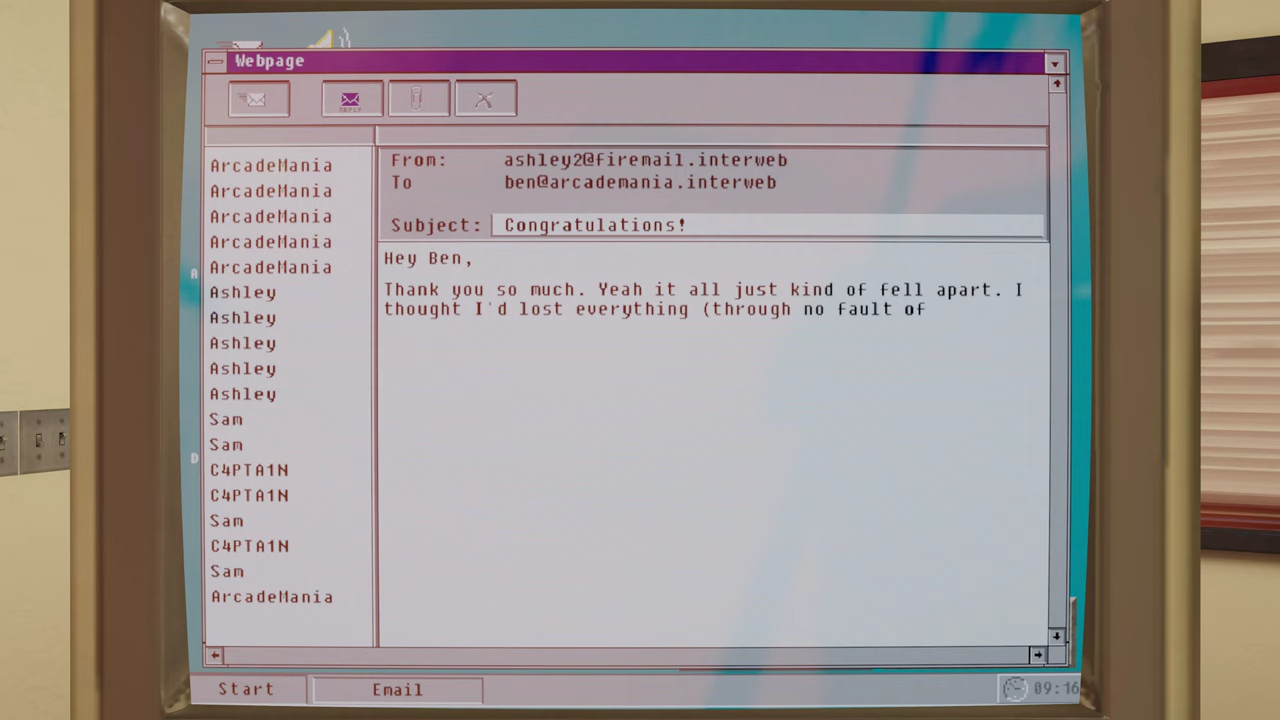 Webpage
REPLY
ArcadeMania
ArcadeMania
ArcadeMania
ArcadeMania
ArcadeMania
Ashley
Ashley
Ashley
Ashley
Ashley
Sam
Sam
C4PTA1N
C4PTA1N
Sam
C4PTA1N
Sam
ArcadeMania
From: ashley2@firemail.interweb
To ben@arcademania.interweb
Subject: Congratulations!
Hey Ben,
Thank you so much. Yeah it all just kind of fell apart. I
thought I'd lost everything (through no fault of
A
D
Start
Email
09:16